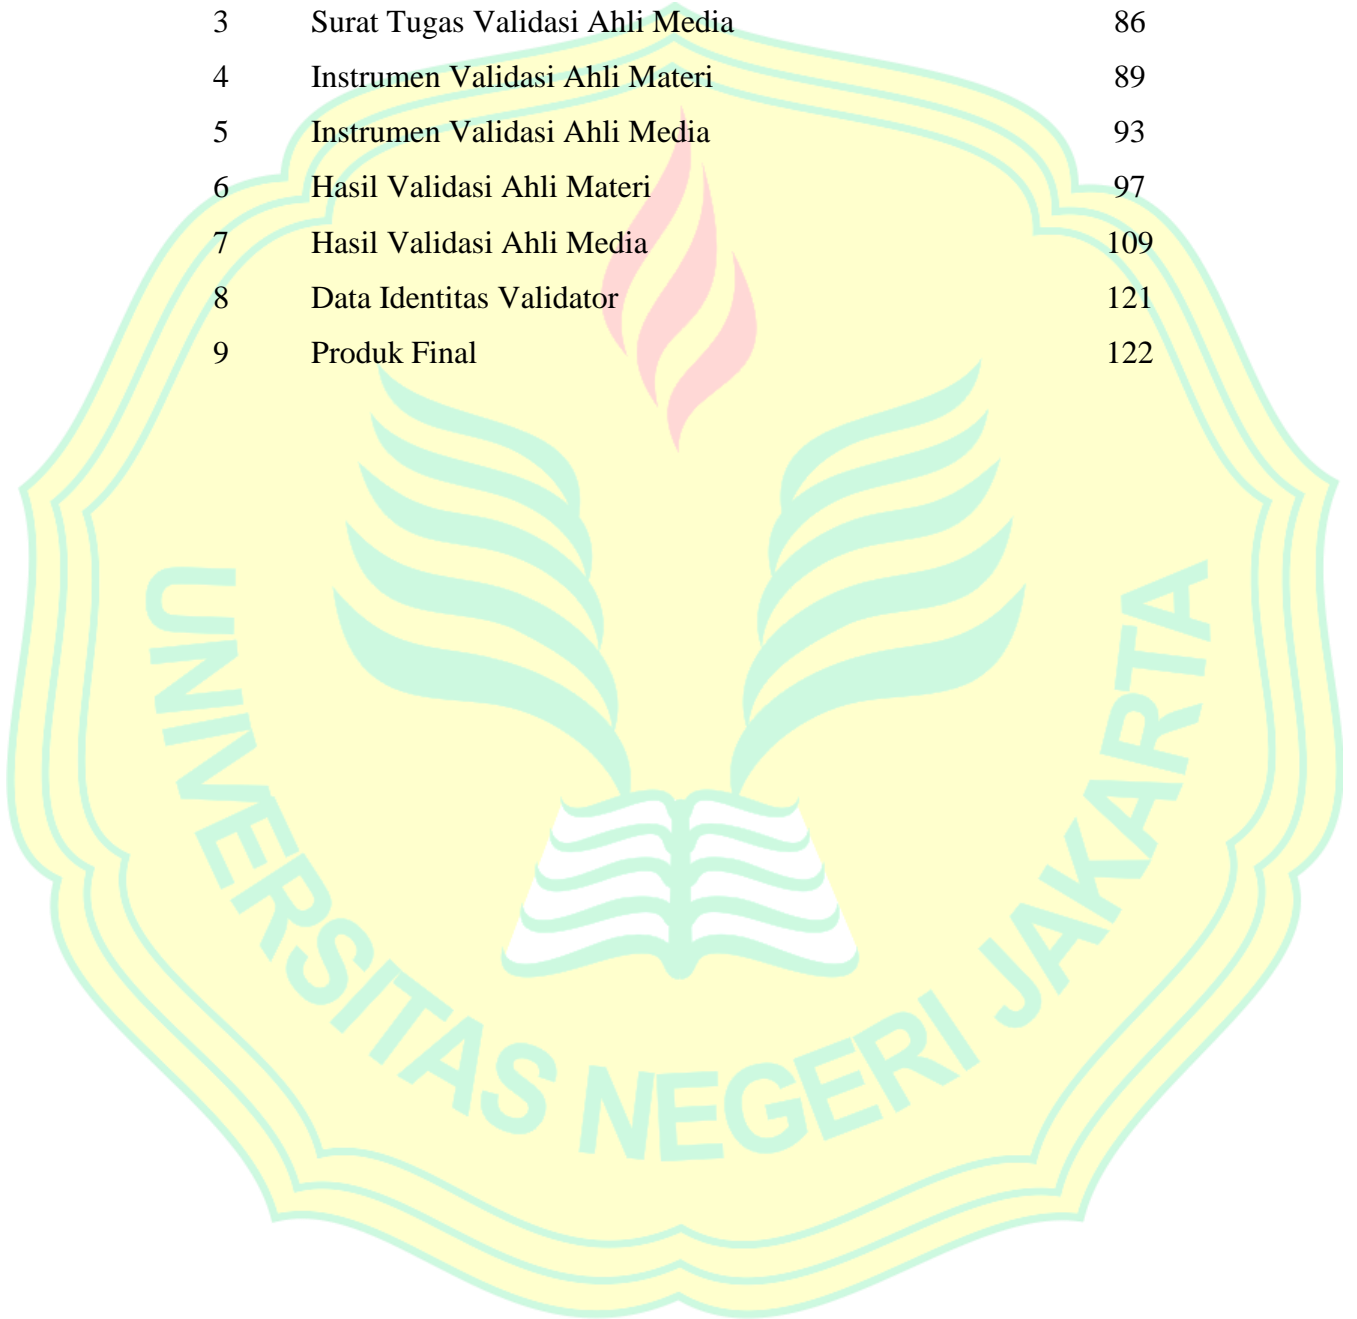 3 Surat Tugas Validasi Ahli Media 86
4 Instrumen Validasi Ahli Materi 89
5 Instrumen Validasi Ahli Media 93
6 Hasil Validasi Ahli Materi 97
7 Hasil Validasi Ahli Media 109
8 Data Identitas Validator 121
9 Produk Final 122
UNIVERSITAS NEGERI JAKARTA